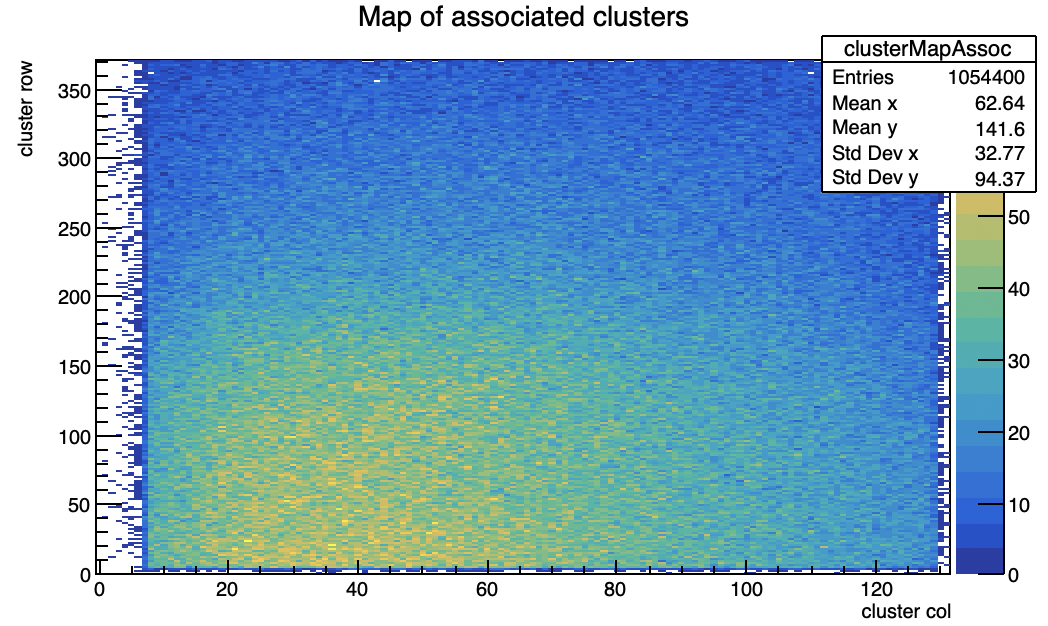 Map of associated clusters
cluster row
clusterMapAssoc
Entries 1054400
Mean x 62.64
Mean y 141.6
Std Dev x 32.77
Std Dev y 94.37
350
300
250
200
150
100
50
0
50
40
30
20
10
0
0 20 40 60 80 100 120
cluster col